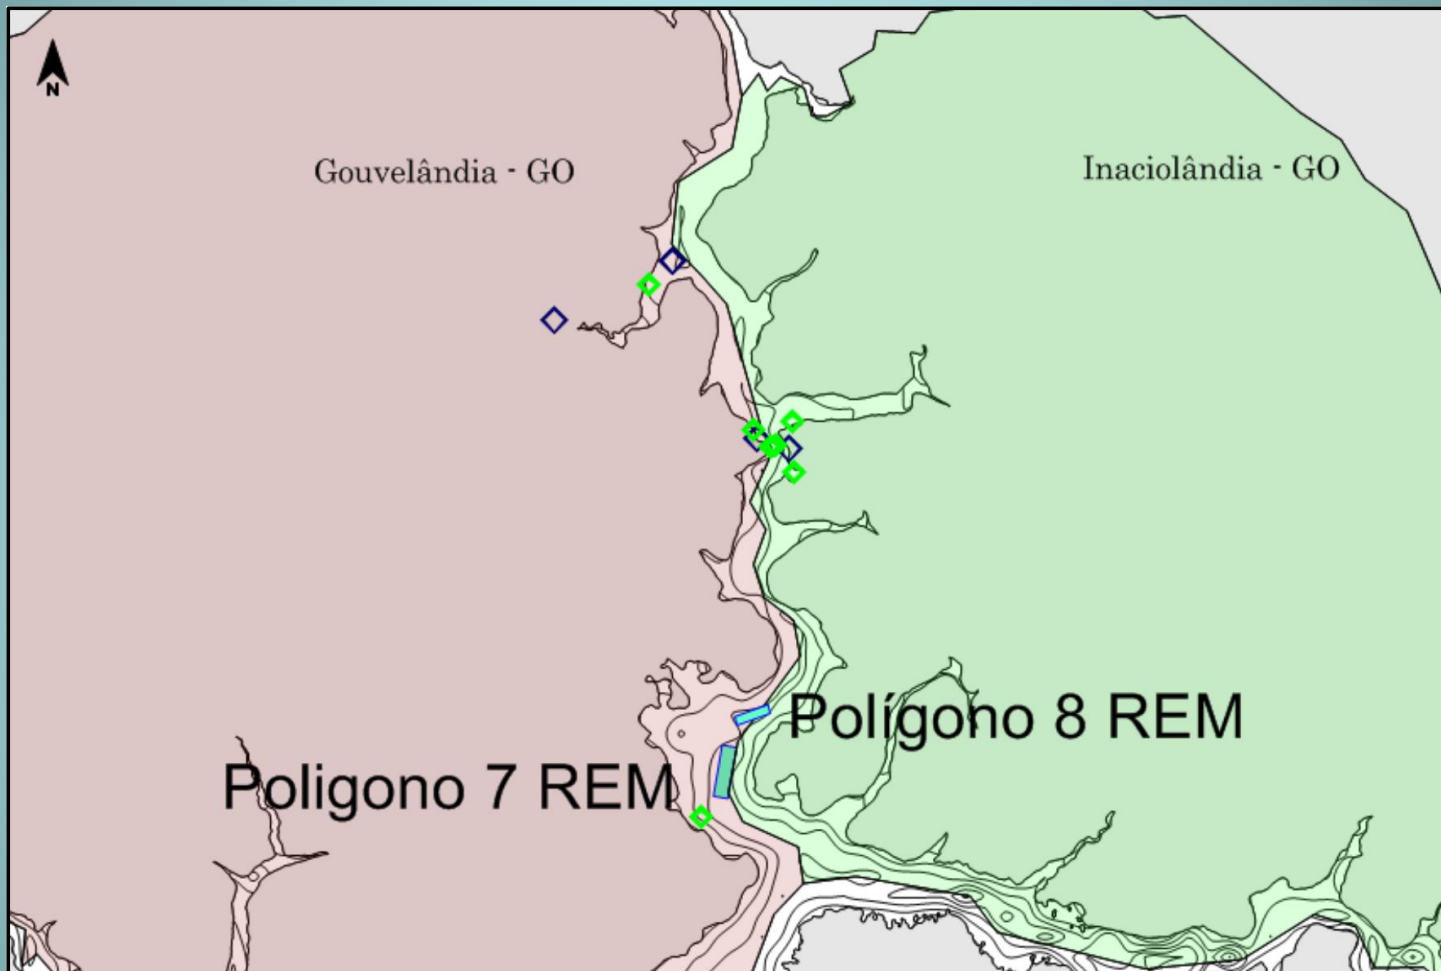 N
Gouvelândia - GO
Inaciolândia - GO
Polígono 8 REM
Poligono 7 REM